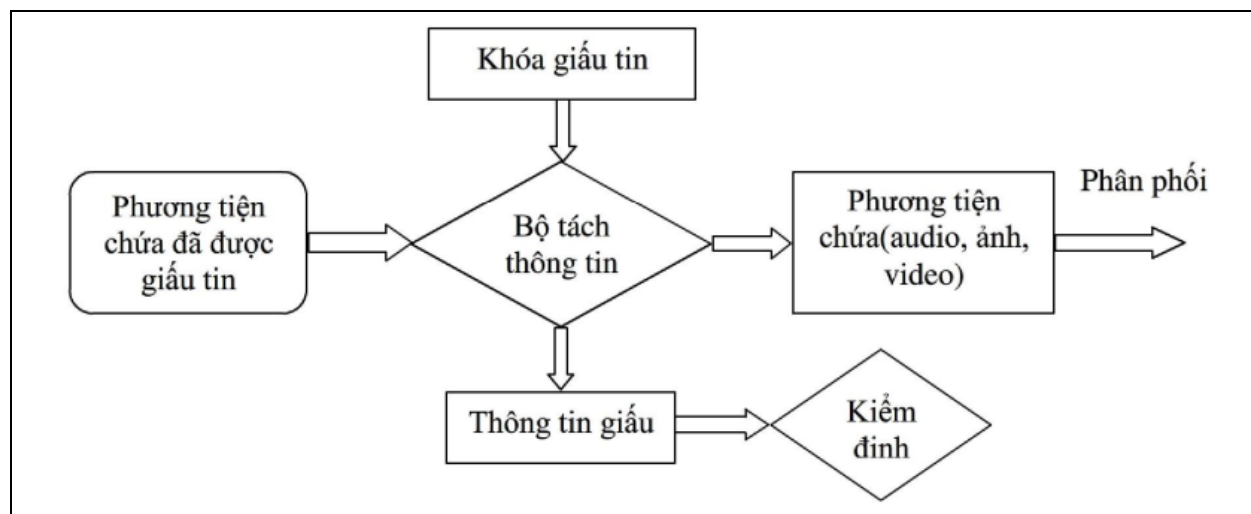 Khóa giấu tin
Phương tiện
chứa đã được
giấu tin
Bộ tách
thông tin
Phương tiện
chứa(audio, ảnh,
video)
Phân phối
Thông tin giấu
Kiểm
đinh